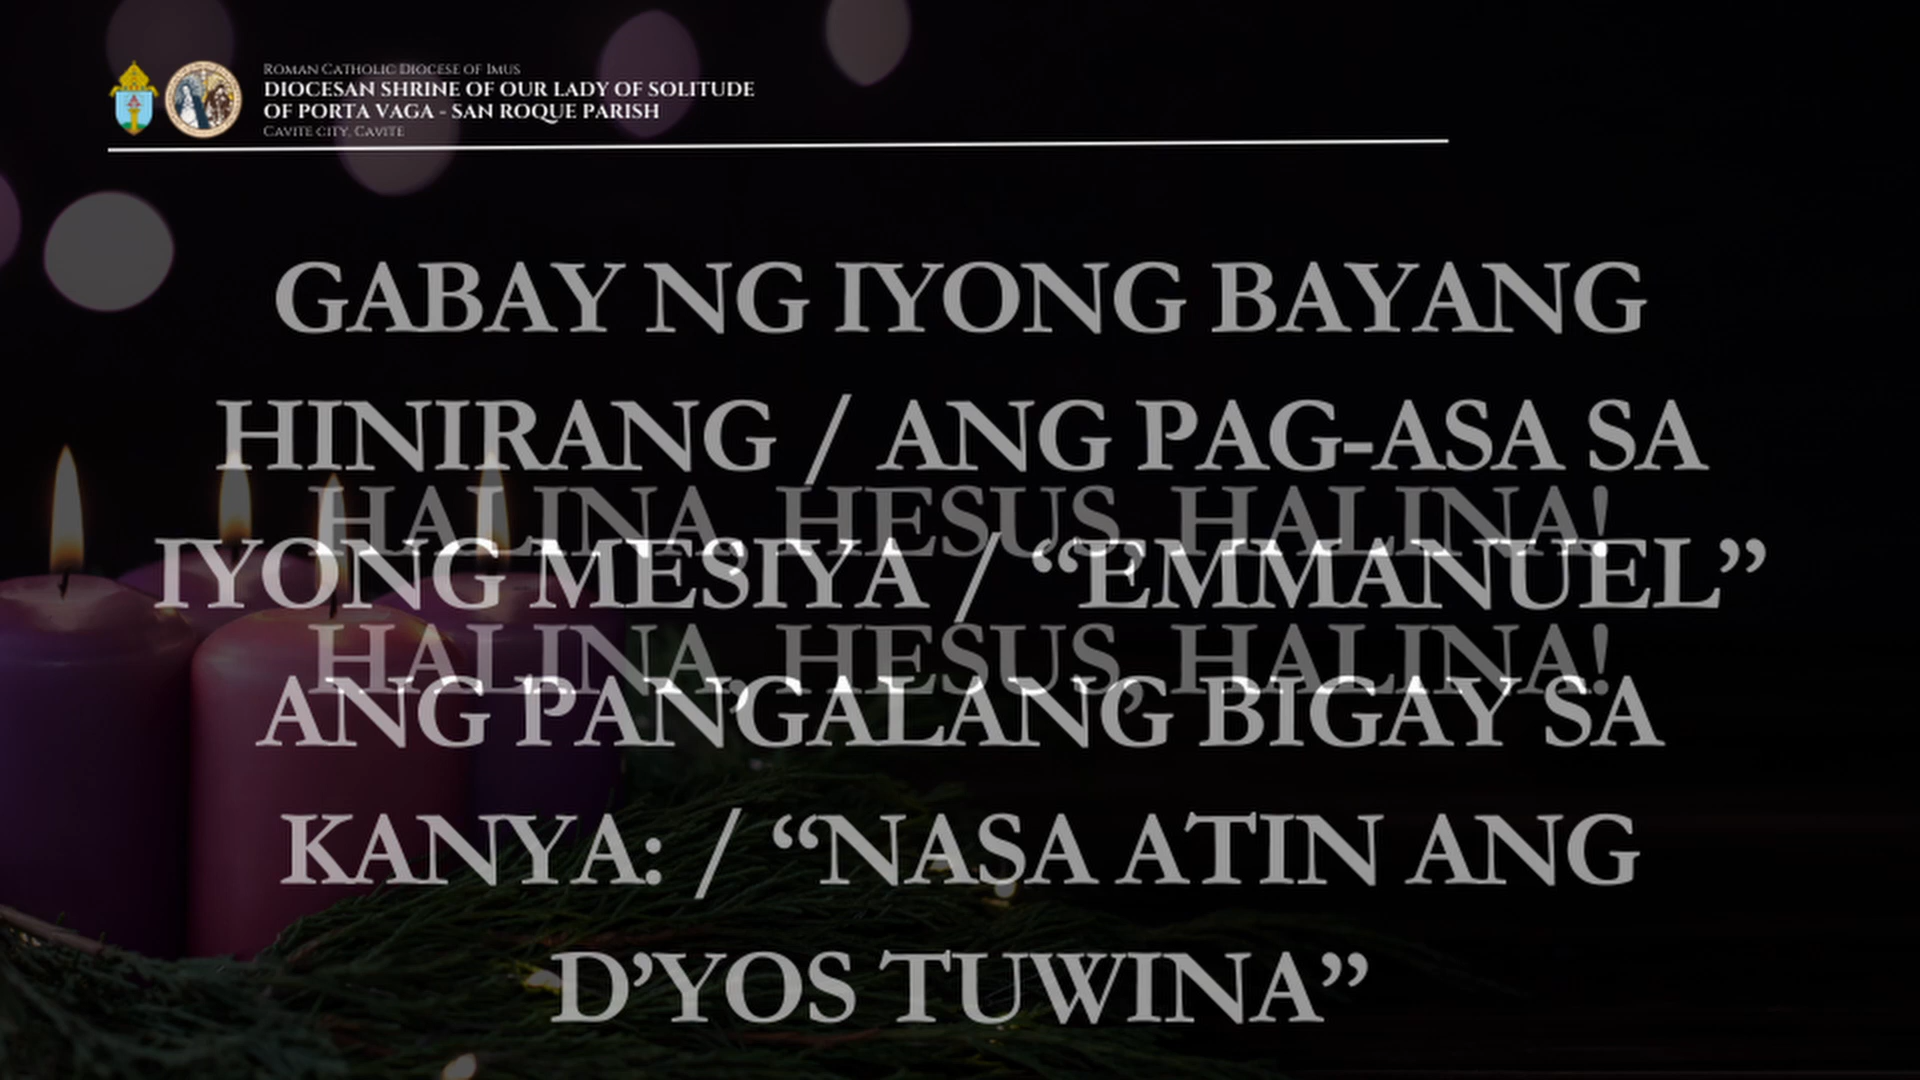 ROMAN CATHOLIC DIOCESE OF IMUS
DIOCESAN SHRINE OF OUR LADY OF SOLITUDE
OF PORTA VAGA - SAN ROQUE PARISH
CAVITE CITY, CAVITE
GABAY NG IYONG BAYANG
HINIRANG / ANG PAG-ASA SA
HALINA, HESUS, HALINA!
IYONG MESIYA / “EMMANUEL”
HALINA, HESUS, HALINA!
ANG PANGALANG BIGAY SA
KANYA: / “NASA ATIN ANG
D’YOS TUWINA”